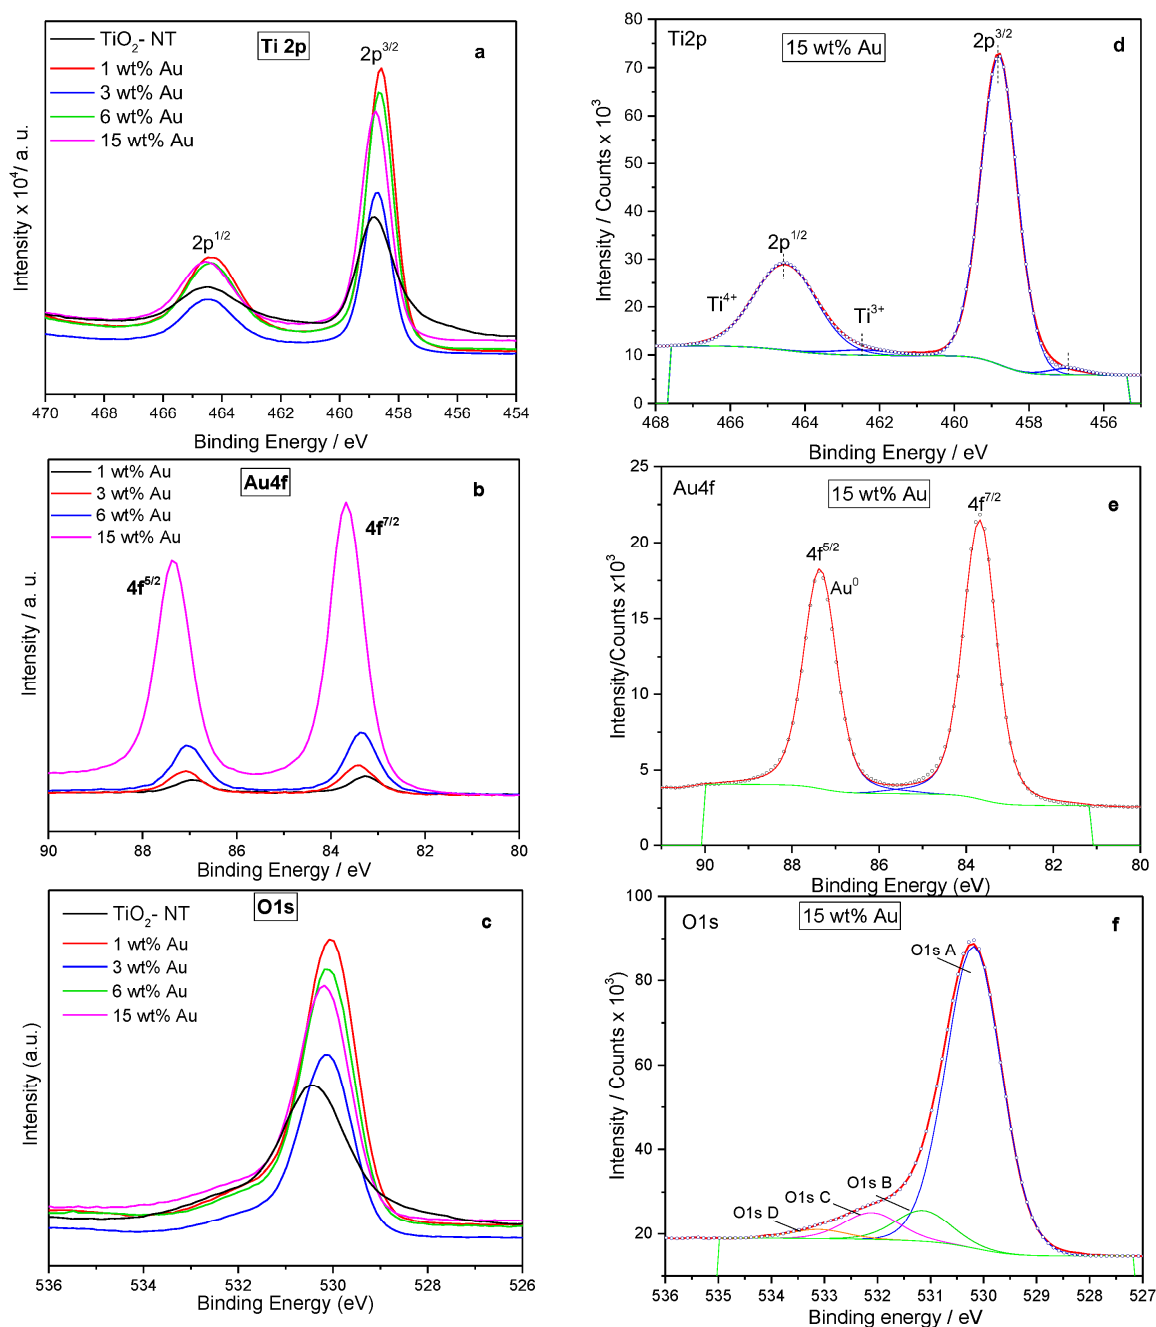 Ti 2p
a
TiO2- NT
1 wt% Au
3 wt% Au
6 wt% Au
15 wt% Au
2p3/2
2p1/2
Intensity x 10^4/ a. u.
470 468 466 464 462 460 458 456 454
Binding Energy / eV
Ti2p
15 wt% Au
d
2p3/2
2p1/2
Ti4+
Ti3+
Intensity / Counts x 10^3
70
60
50
40
30
20
10
0
468 466 464 462 460 458 456
Binding Energy / eV
1 wt% Au
3 wt% Au
6 wt% Au
15 wt% Au
Au4f
b
4f7/2
4f5/2
Intensity / a. u.
90 88 86 84 82 80
Binding Energy / eV
Au4f
15 wt% Au
e
4f7/2
4f5/2
Au0
Intensity/Counts x10^3
25
20
15
10
5
0
90 88 86 84 82 80
Binding Energy (eV)
TiO2- NT
1 wt% Au
3 wt% Au
6 wt% Au
15 wt% Au
O1s
c
Intensity (a.u.)
536 534 532 530 528 526
Binding Energy (eV)
O1s
15 wt% Au
f
O1s A
O1s B
O1s C
O1s D
Intensity / Counts x 10^3)
100
80
60
40
20
536 535 534 533 532 531 530 529 528 527
Binding energy / eV